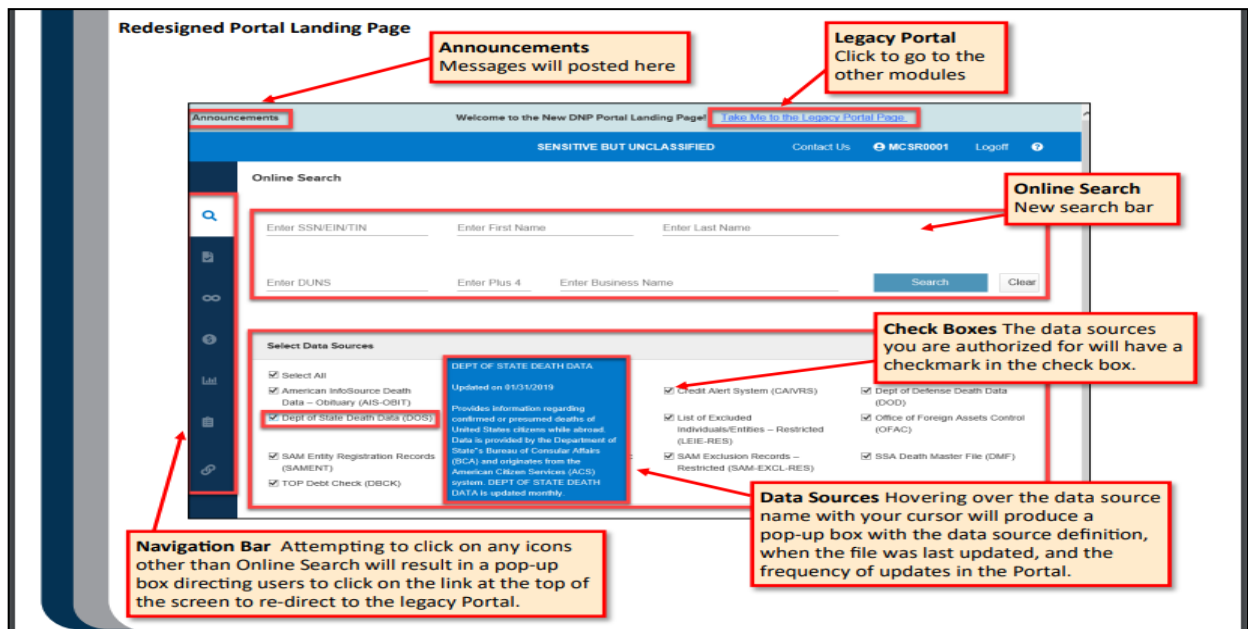 Redesigned Portal Landing Page
Announcements
Messages will posted here
Legacy Portal
Click to go to the
other modules
Announcements
Welcome to the New DNP Portal Landing Page!
Take Me to the Legacy Portal Page
SENSITIVE BUT UNCLASSIFIED
Contact Us
MCSR0001
Logoff
?
Online Search
Online Search
New search bar
Enter SSN/EIN/TIN
Enter First Name
Enter Last Name
Enter DUNS
Enter Plus 4
Enter Business Name
Search
Clear
Check Boxes The data sources
you are authorized for will have a
checkmark in the check box.
Select Data Sources
Select All
American InfoSource Death
Data – Obituary (AIS-OBIT)
Dept of State Death Data (DOS)
SAM Entity Registration Records
(SAMENT)
TOP Debt Check (DBCK)
DEPT OF STATE DEATH DATA
Updated on 01/31/2019
Provides information regarding
confirmed or presumed deaths of
United States citizens while abroad.
Data is provided by the Department of
State"s Bureau of Consular Affairs
(BCA) and originates from the
American Citizen Services (ACS)
system. DEPT OF STATE DEATH
DATA is updated monthly.
Credit Alert System (CAIVRS)
List of Excluded
Individuals/Entities – Restricted
(LEIE-RES)
SAM Exclusion Records –
Restricted (SAM-EXCL-RES)
Dept of Defense Death Data
(DOD)
Office of Foreign Assets Control
(OFAC)
SSA Death Master File (DMF)
Data Sources Hovering over the data source
name with your cursor will produce a
pop-up box with the data source definition,
when the file was last updated, and the
frequency of updates in the Portal.
Navigation Bar Attempting to click on any icons
other than Online Search will result in a pop-up
box directing users to click on the link at the top of
the screen to re-direct to the legacy Portal.